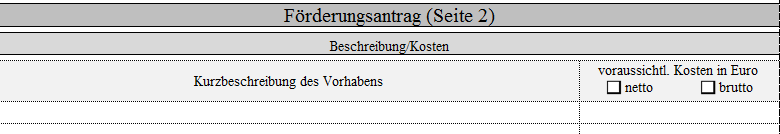 Förderungsantrag (Seite 2)
Beschreibung/Kosten
Kurzbeschreibung des Vorhabens
voraussichtl. Kosten in Euro
netto brutto